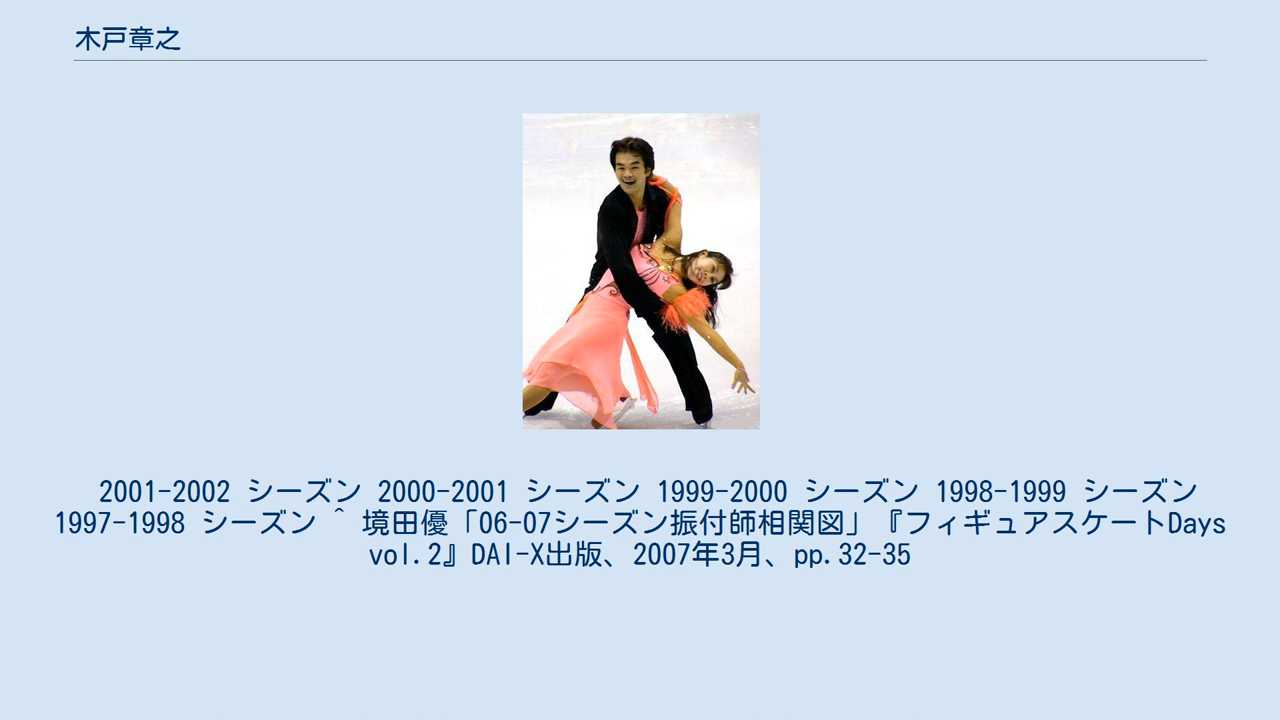 木戸章之
2001-2002 シーズン 2000-2001 シーズン 1999-2000 シーズン 1998-1999 シーズン
1997-1998 シーズン ^ 境田優「06-07シーズン振付師相関図」『フィギュアスケートDays
vol.2』DAI-X出版、2007年3月、pp.32-35